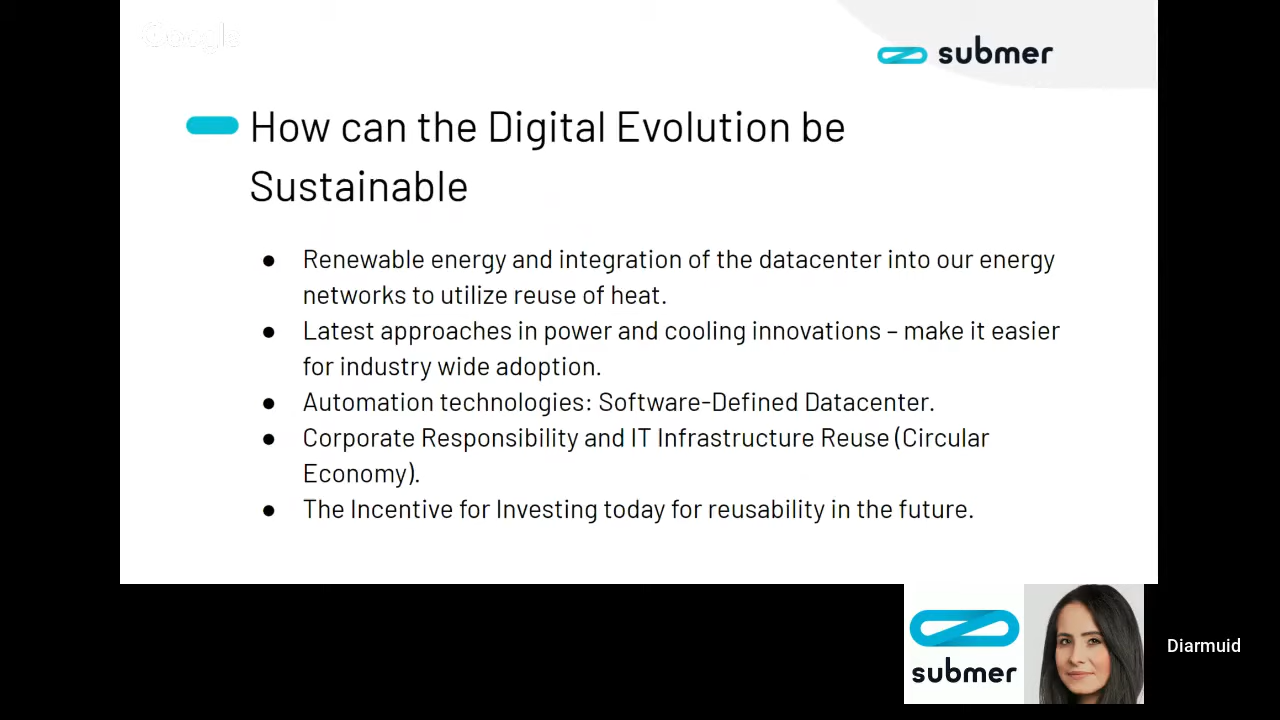 Google
submer
How can the Digital Evolution be
Sustainable
● Renewable energy and integration of the datacenter into our energy
networks to utilize reuse of heat.
● Latest approaches in power and cooling innovations – make it easier
for industry wide adoption.
● Automation technologies: Software-Defined Datacenter.
● Corporate Responsibility and IT Infrastructure Reuse (Circular
Economy).
● The Incentive for Investing today for reusability in the future.
submer
Diarmuid